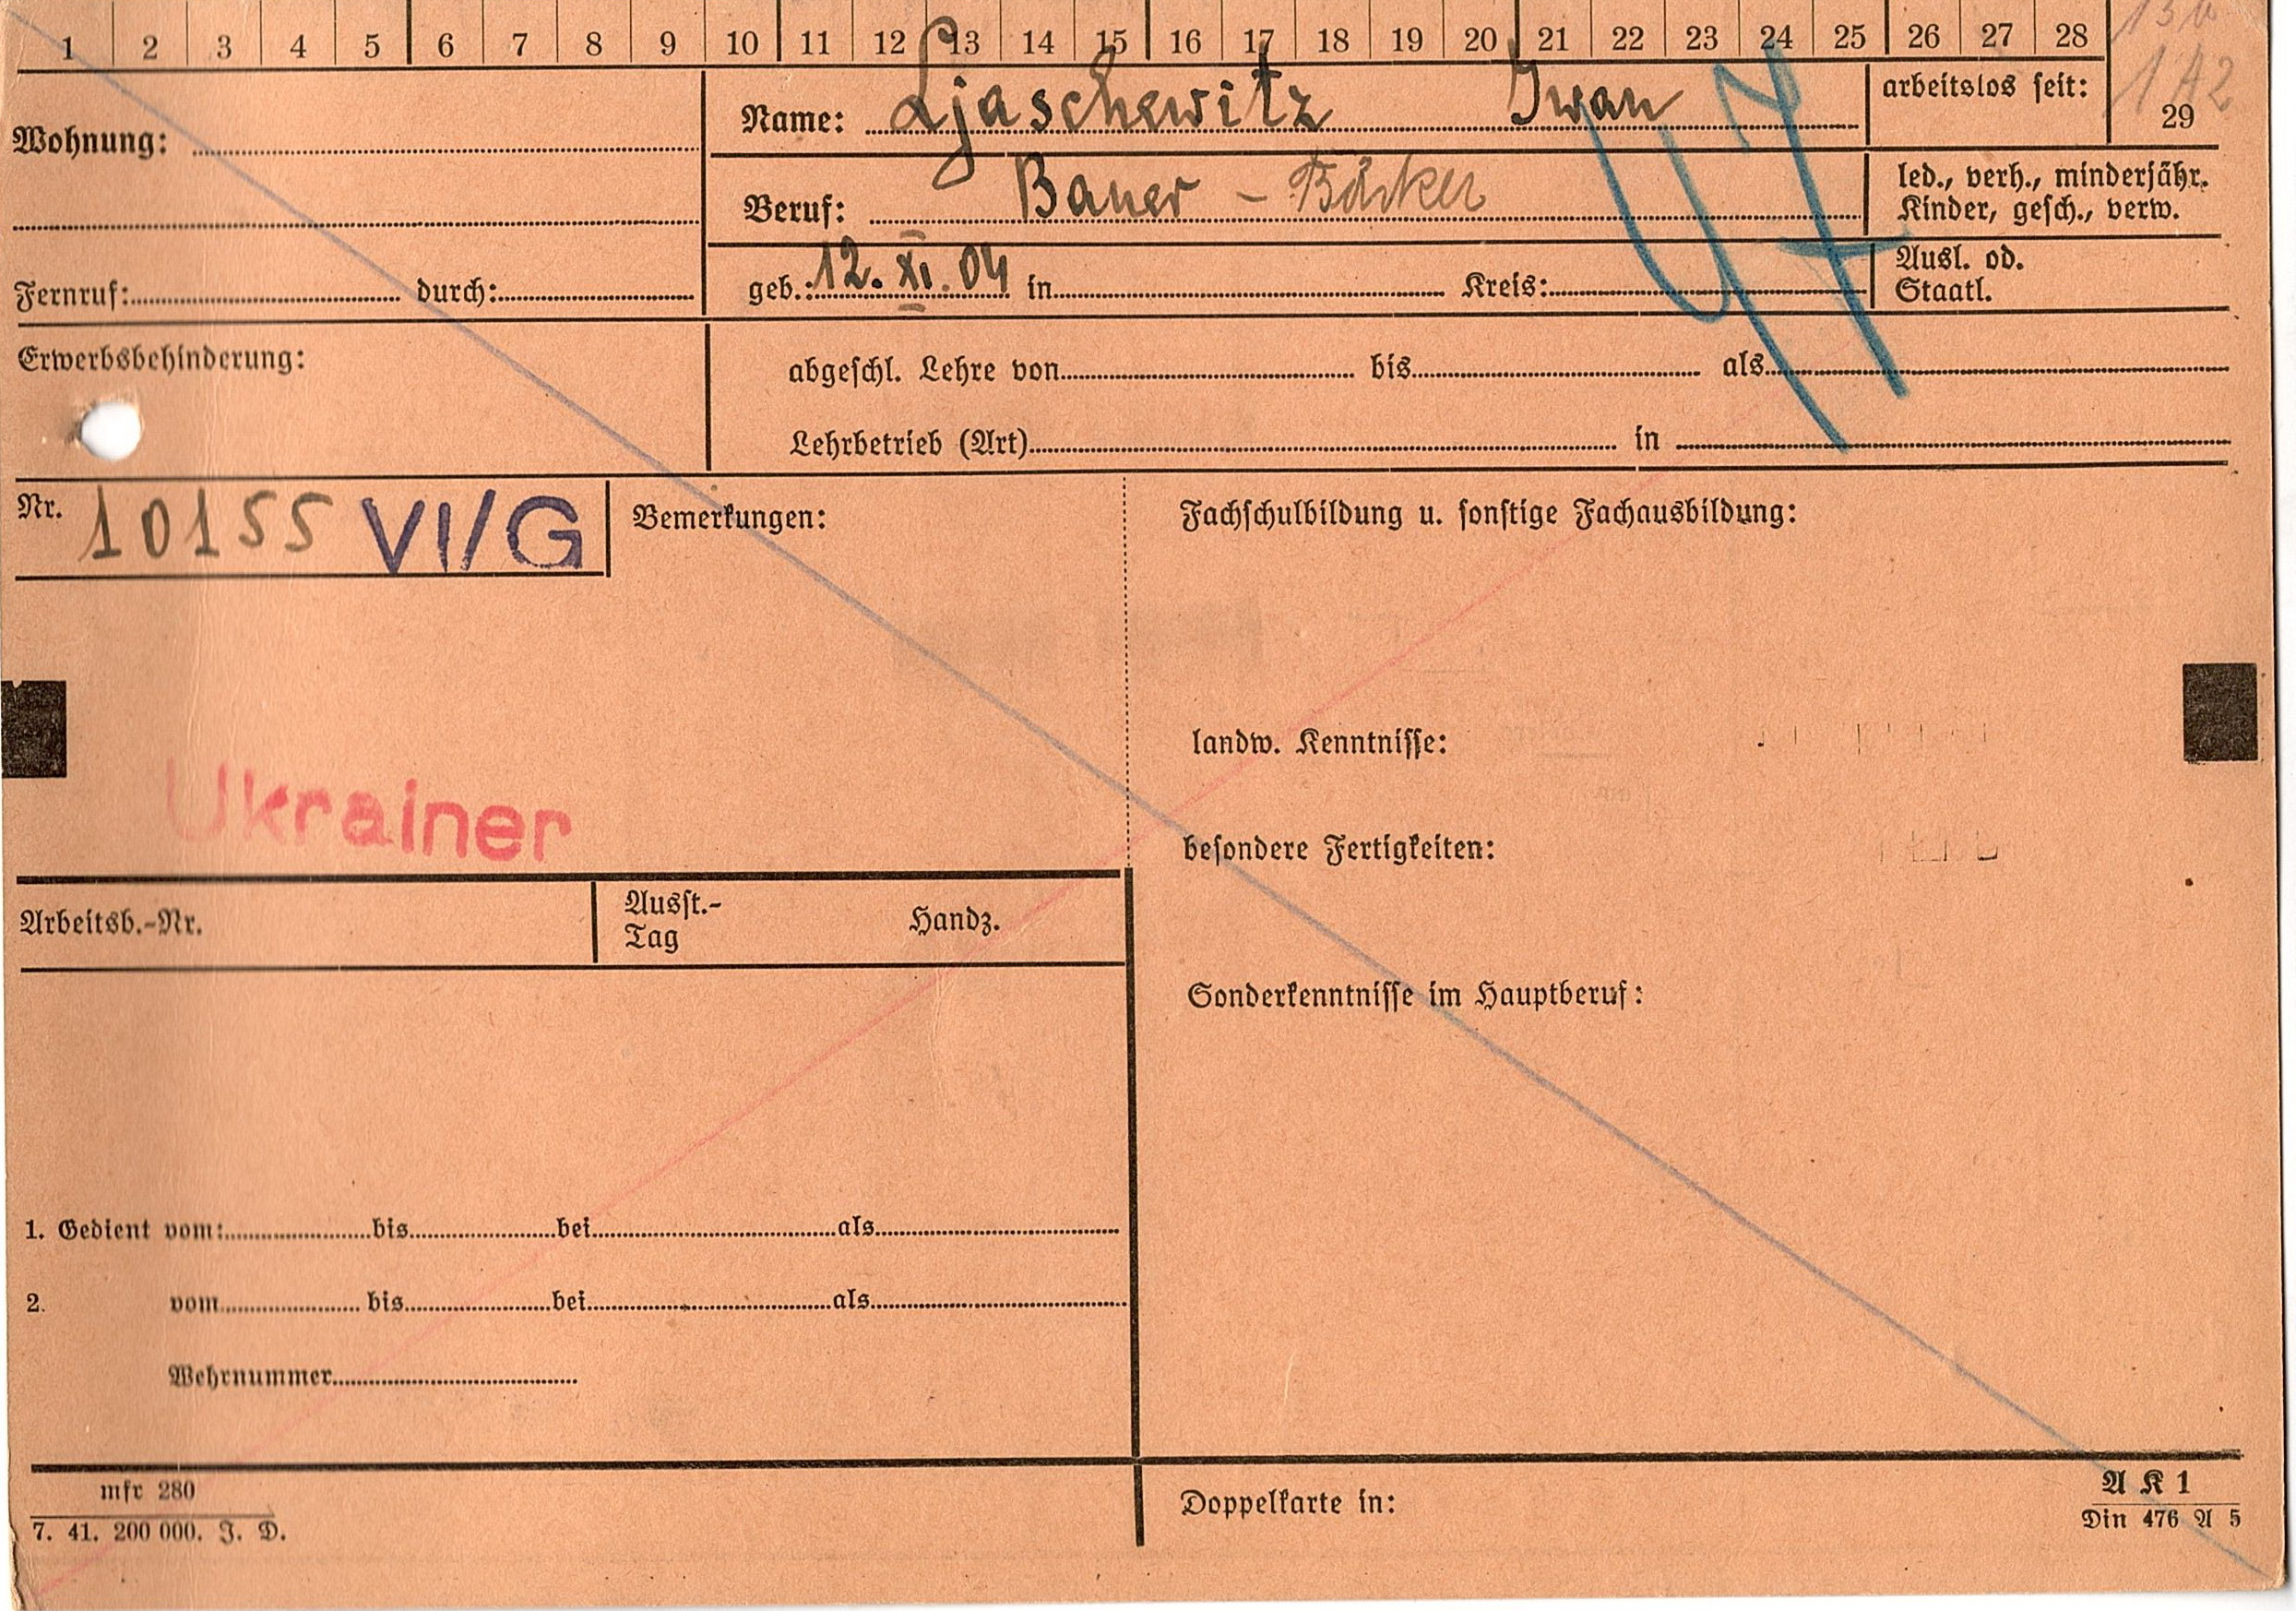 1 2 3 4 5 6 7 8 9 10 11 12 13 14 15 16 17 18 19 20 21 22 23 24 25 26 27 28 29
1A2
Wohnung:
Name: Ljaschewitz Iwan
arbeitslos seit:
47
Beruf: Bauer – Bäcker
led., verh., minderjähr.
Kinder, gesch., verw.
Fernruf: durch:
geb.: 12. XI. 04 in Kreis:
Ausl. od.
Staatl.
Erwerbsbehinderung:
abgeschl. Lehre von bis als
Lehrbetrieb (Art) in
Nr. 10155 VI/G
Bemerkungen:
Fachschulbildung u. sonstige Fachausbildung:
landw. Kenntnisse:
Ukrainer
besondere Fertigkeiten:
Arbeitsb.-Nr.
Ausst.-
Tag
Handz.
Sonderkenntnisse im Hauptberuf:
1. Gedient vom: bis bei als
2. vom bis bei als
Wehrnummer
mfr 280
7. 41. 200 000. J. D.
Doppelkarte in:
A K 1
Din 476 A 5